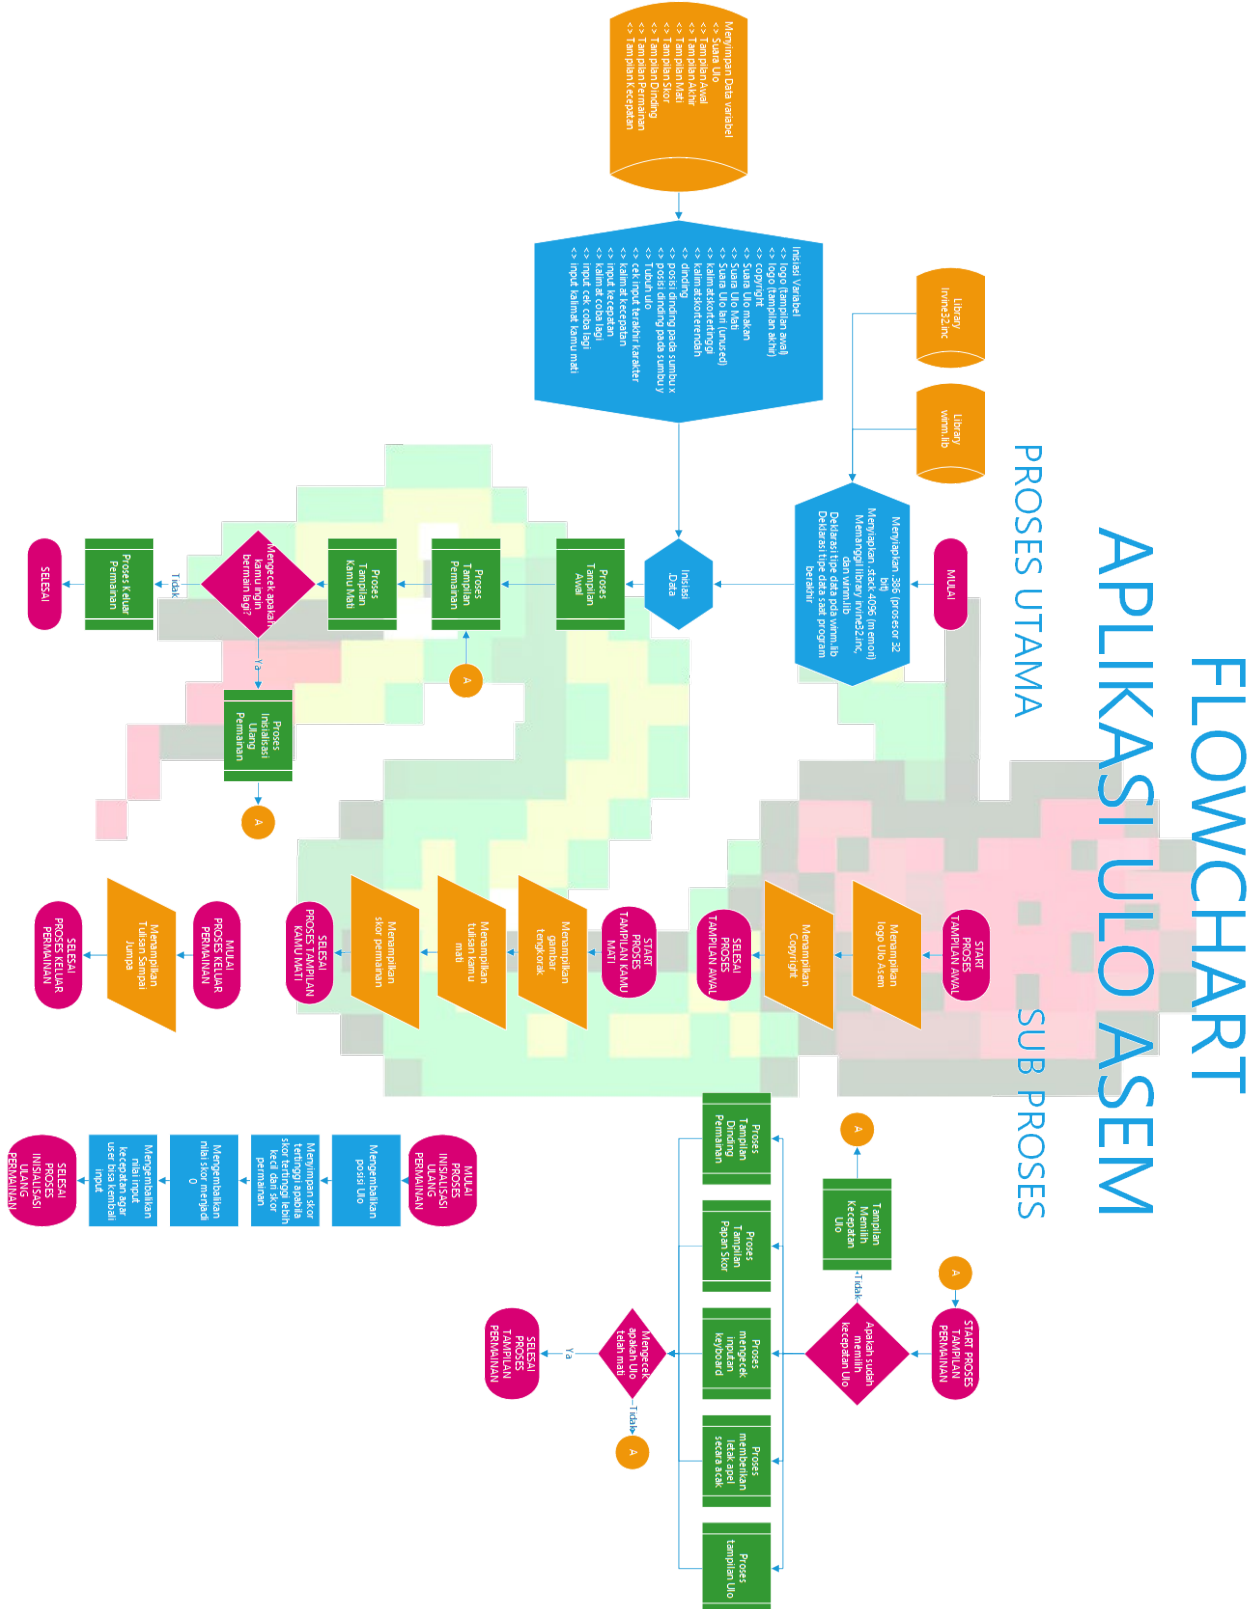 FLOWCHART
APLIKASI ULO ASEM
PROSES UTAMA
SUB PROSES
Library
Irvine32.inc
Library
winm.lib
MULAI
Menyiapkan .386 (prosesor 32
bit)
Menyiapkan .stack 4096 (memori)
Memanggil library irvine32.inc,
dan winm.lib
Deklarasi tipe data pda winm.lib
Deklarasi tipe data saat program
berakhir
Menyimpan Data variabel
<> Suara Ulo
<> Tampilan Awal
<> Tampilan Akhir
<> Tampilan Mati
<> Tampilan Skor
<> Tampilan Dinding
<> Tampilan Permainan
<> Tampilan Kecepatan
Inisiasi Variabel
<> logo (tampilan awal)
<> logo (tampilan akhir)
<> copyright
<> Suara Ulo makan
<> Suara Ulo Mati
<> Suara Ulo lari (unused)
<> kalimatskortertinggi
<> kalimatskorterendah
<> dinding
<> posisi dinding pada sumbu x
<> posisi dinding pada sumbu y
<> Tubuh ulo
<> cek input terakhir karakter
<> kalimat kecepatan
<> input kecepatan
<> kalimat coba lagi
<> input cek coba lagi
<> input kalimat kamu mati
Inisiasi
.Data
Proses
Tampilan
Awal
Proses
Tampilan
Permainan
A
Proses
Tampilan
Kamu Mati
Mengecek apakah
kamu ingin
bermain lagi?
Ya
Tidak
Proses
Inisialisasi
Ulang
Permainan
A
Proses Keluar
Permainan
SELESAI
START
PROSES
TAMPILAN AWAL
Menampilkan
logo Ulo Asem
Menampilkan
Copyright
SELESAI
PROSES
TAMPILAN AWAL
START
PROSES
TAMPILAN KAMU
MATI
Menampilkn
gambar
tengkorak
Menampilkan
tulisan kamu
mati
Menampilkan
skor permainan
SELESAI
PROSES TAMPILAN
KAMU MATI
MULAI
PROSES KELUAR
PERMAINAN
Menampilkan
Tulisan Sampai
Jumpa
SELESAI
PROSES KELUAR
PERMAINAN
A
START PROSES
TAMPILAN
PERMAINAN
Apakah sudah
memilih
kecepatan Ulo
Tidak
Tampilan
Memilih
Kecepatan
Ulo
A
Proses
Tampilan
Dinding
Permainan
Proses
Tampilan
Papan Skor
Proses
mengecek
inputan
keyboard
Proses
memberikan
letak apel
secara acak
Proses
tampilan Ulo
Mengecek
apakah Ulo
telah mati
Tidak
A
Ya
SELESAI
PROSES
TAMPILAN
PERMAINAN
MULAI
PROSES
INISIALISASI
ULANG
PERMAINAN
Mengembalikan
posisi Ulo
Menyimpan skor
tertinggi apabila
skor tertinggi lebih
kecil dari skor
permainan
Mengembalikan
nilai skor menjadi
0
Mengembalikan
nilai input
kecepatan agar
user bisa kembali
input
SELESAI
PROSES
INISIALISASI
ULANG
PERMAINAN